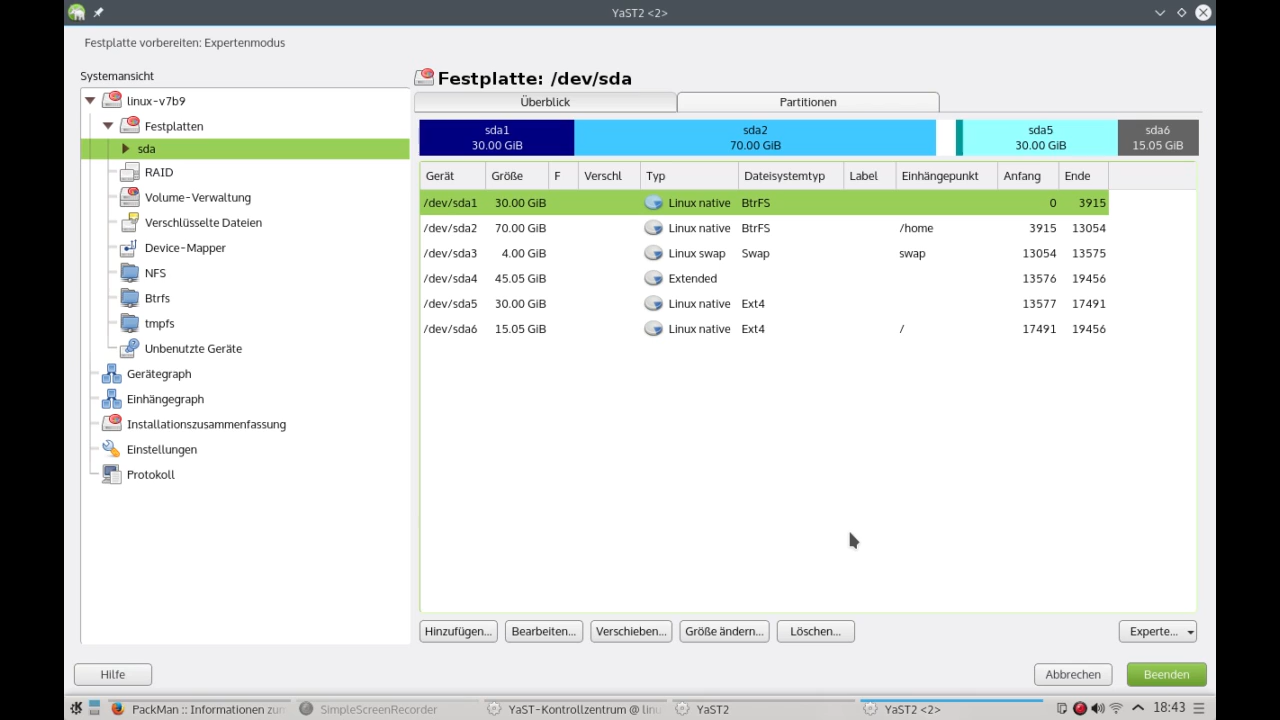 YaST2 <2>
Festplatte vorbereiten: Expertenmodus
Systemansicht
linux-v7b9
Festplatten
sda
RAID
Volume-Verwaltung
Verschlüsselte Dateien
Device-Mapper
NFS
Btrfs
tmpfs
Unbenutzte Geräte
Gerätegraph
Einhängegraph
Installationszusammenfassung
Einstellungen
Protokoll
Festplatte: /dev/sda
Überblick Partitionen
sda1 sda2 sda5 sda6
30.00 GiB 70.00 GiB 30.00 GiB 15.05 GiB
Gerät Größe F Verschl Typ Dateisystemtyp Label Einhängepunkt Anfang Ende
/dev/sda1 30.00 GiB Linux native BtrFS 0 3915
/dev/sda2 70.00 GiB Linux native BtrFS /home 3915 13054
/dev/sda3 4.00 GiB Linux swap Swap swap 13054 13575
/dev/sda4 45.05 GiB Extended 13576 19456
/dev/sda5 30.00 GiB Linux native Ext4 13577 17491
/dev/sda6 15.05 GiB Linux native Ext4 / 17491 19456
Hinzufügen... Bearbeiten... Verschieben... Größe ändern... Löschen... Experte...
Hilfe Abbrechen Beenden
PackMan :: Informationen zun SimpleScreenRecorder YaST-Kontrollzentrum @ linu YaST2 YaST2 <2> 18:43